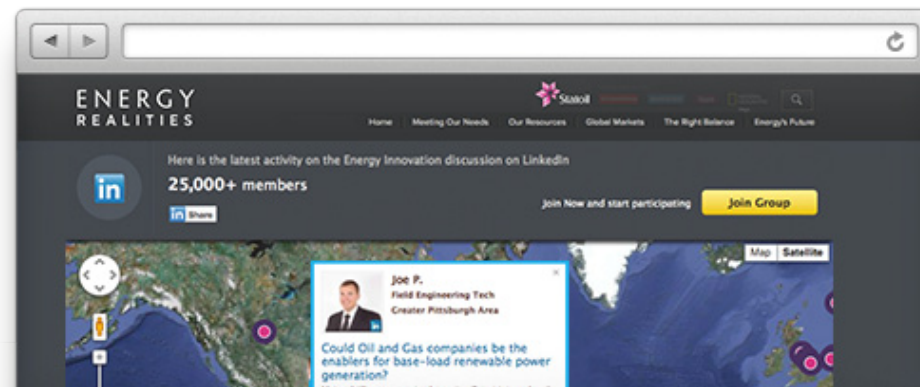 ENERGY
REALITIES
Statoil
Home Meeting Our Needs Our Resources Global Markets The Right Balance Energy's Future
Here is the latest activity on the Energy Innovation discussion on LinkedIn
in
25,000+ members
in Share
Join Now and start participating
Join Group
Map Satellite
Joe P.
Field Engineering Tech
Greater Pittsburgh Area
in
Could Oil and Gas companies be the
enablers for base-load renewable power
generation?